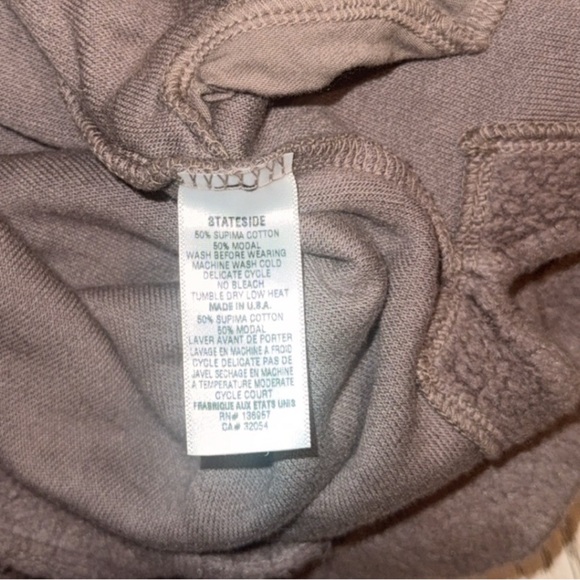 STATESIDE
50% SUPIMA COTTON
50% MODAL
WASH BEFORE WEARING
MACHINE WASH COLD
DELICATE CYCLE
NO BLEACH
TUMBLE DRY LOW HEAT
MADE IN U.S.A.
50% SUPIMA COTTON
50% MODAL
LAVER AVANT DE PORTER
LAVAGE EN MACHINE A FROID
CYCLE DELICATE PAS DE
JAVEL SECHAGE EN MACHINE
A TEMPERATURE MODERATE
CYCLE COURT
FRABRIQUE AUX ETATS UNIS
RN# 136957
CA# 32054